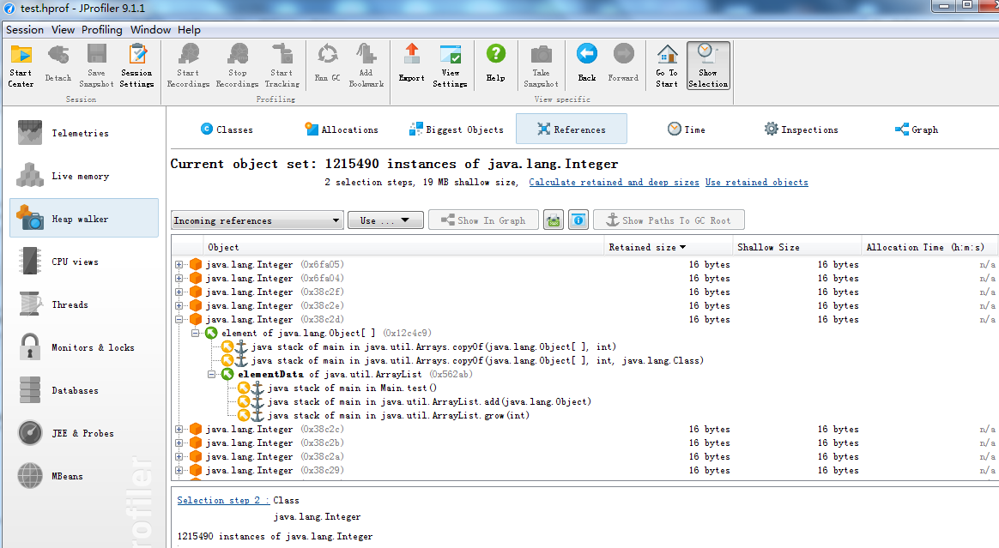 test.hprof - JProfiler 9.1.1
Session View Profiling Window Help
Start Center
Detach
Save Snapshot
Session Settings
Start Recordings
Stop Recordings
Start Tracking
Run GC
Add Bookmark
Export
View Settings
Help
Take Snapshot
Back
Forward
Go To Start
Show Selection
Session
Profiling
View specific
Telemetries
Live memory
Heap walker
CPU views
Threads
Monitors & locks
Databases
JEE & Probes
MBeans
Classes
Allocations
Biggest Objects
References
Time
Inspections
Graph
Current object set: 1215490 instances of java.lang.Integer
2 selection steps, 19 MB shallow size, Calculate retained and deep sizes Use retained objects
Incoming references
Use ...
Show In Graph
Show Paths To GC Root
Object Retained size Shallow Size Allocation Time (h:m:s)
java.lang.Integer (0x6fa05) 16 bytes 16 bytes n/a
java.lang.Integer (0x6fa04) 16 bytes 16 bytes n/a
java.lang.Integer (0x38c2f) 16 bytes 16 bytes n/a
java.lang.Integer (0x38c2e) 16 bytes 16 bytes n/a
java.lang.Integer (0x38c2d) 16 bytes 16 bytes n/a
element of java.lang.Object[ ] (0x12c4c9)
java stack of main in java.util.Arrays.copyOf(java.lang.Object[ ], int)
java stack of main in java.util.Arrays.copyOf(java.lang.Object[ ], int, java.lang.Class)
elementData of java.util.ArrayList (0x562ab)
java stack of main in Main.test()
java stack of main in java.util.ArrayList.add(java.lang.Object)
java stack of main in java.util.ArrayList.grow(int)
java.lang.Integer (0x38c2c) 16 bytes 16 bytes n/a
java.lang.Integer (0x38c2b) 16 bytes 16 bytes n/a
java.lang.Integer (0x38c2a) 16 bytes 16 bytes n/a
java.lang.Integer (0x38c29) 16 bytes 16 bytes n/a
Selection step 2 : Class
java.lang.Integer
1215490 instances of java.lang.Integer
rofiler